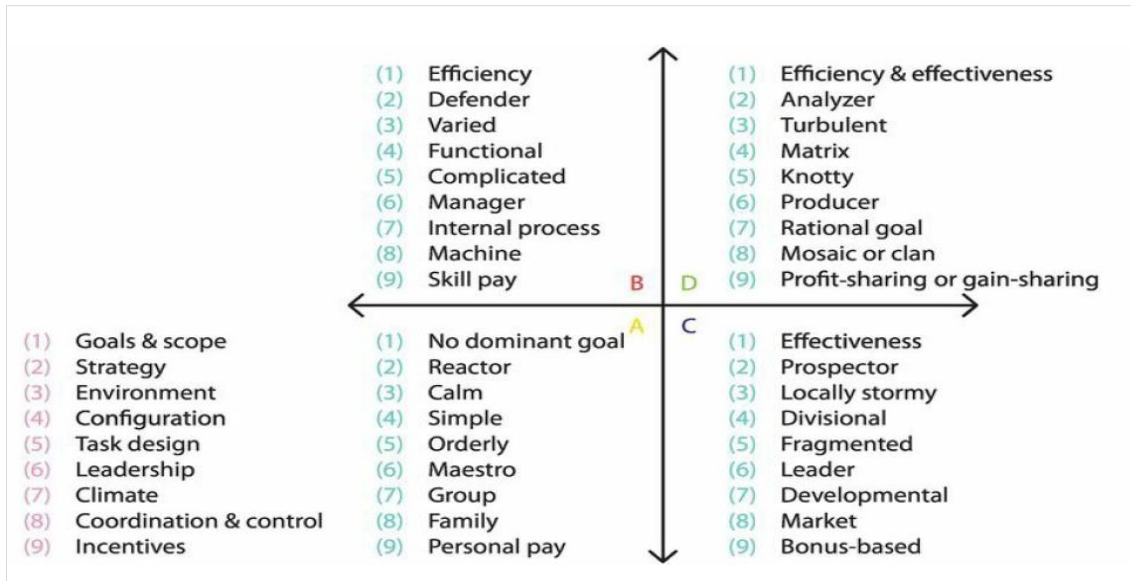 (1) Efficiency
(2) Defender
(3) Varied
(4) Functional
(5) Complicated
(6) Manager
(7) Internal process
(8) Machine
(9) Skill pay
B
(1) Efficiency & effectiveness
(2) Analyzer
(3) Turbulent
(4) Matrix
(5) Knotty
(6) Producer
(7) Rational goal
(8) Mosaic or clan
(9) Profit-sharing or gain-sharing
D
(1) Goals & scope
(2) Strategy
(3) Environment
(4) Configuration
(5) Task design
(6) Leadership
(7) Climate
(8) Coordination & control
(9) Incentives
A
(1) No dominant goal
(2) Reactor
(3) Calm
(4) Simple
(5) Orderly
(6) Maestro
(7) Group
(8) Family
(9) Personal pay
C
(1) Effectiveness
(2) Prospector
(3) Locally stormy
(4) Divisional
(5) Fragmented
(6) Leader
(7) Developmental
(8) Market
(9) Bonus-based